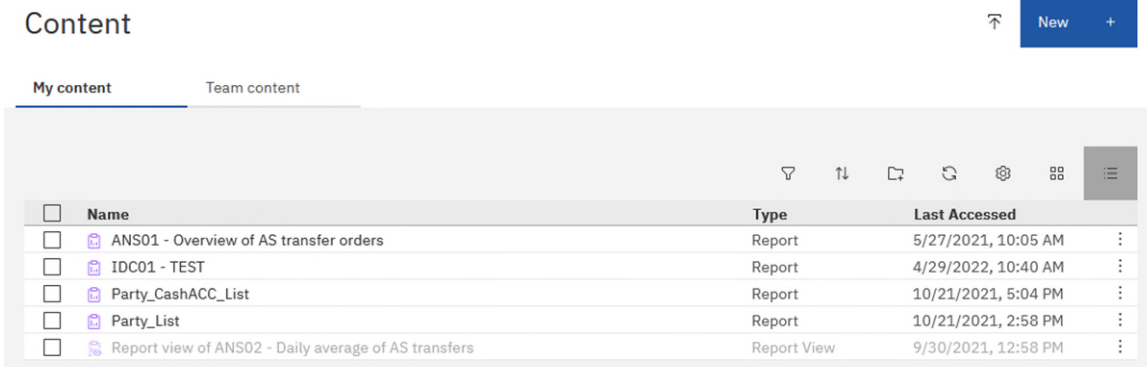 Content
New +
My content Team content
Name Type Last Accessed
ANS01 - Overview of AS transfer orders Report 5/27/2021, 10:05 AM
IDC01 - TEST Report 4/29/2022, 10:40 AM
Party_CashACC_List Report 10/21/2021, 5:04 PM
Party_List Report 10/21/2021, 2:58 PM
Report view of ANS02 - Daily average of AS transfers Report View 9/30/2021, 12:58 PM